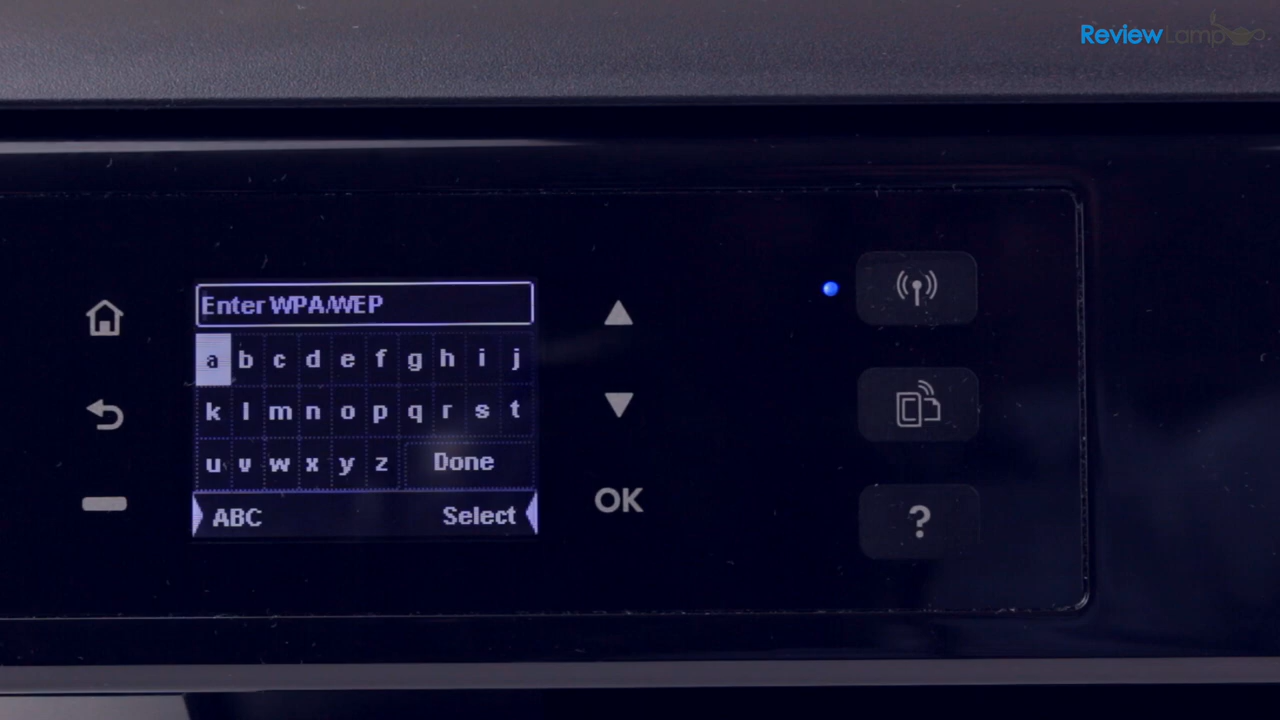 ReviewLamp
Enter WPA/WEP
a b c d e f g h i j
k l m n o p q r s t
u v w x y z Done
ABC Select
OK
?